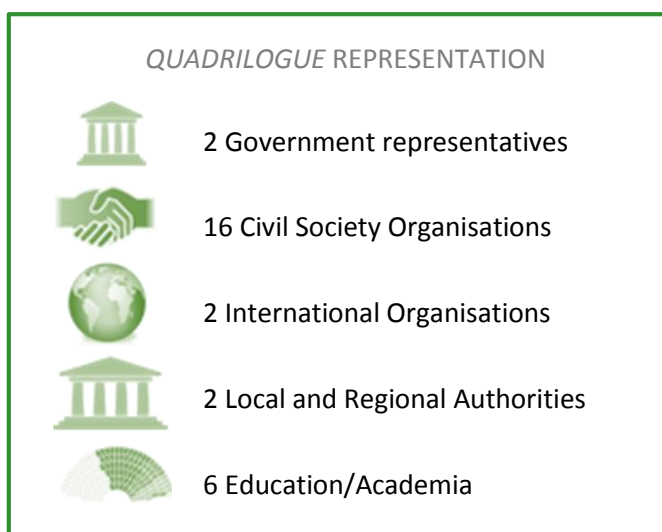 QUADRILOGUE REPRESENTATION
2 Government representatives
16 Civil Society Organisations
2 International Organisations
2 Local and Regional Authorities
6 Education/Academia